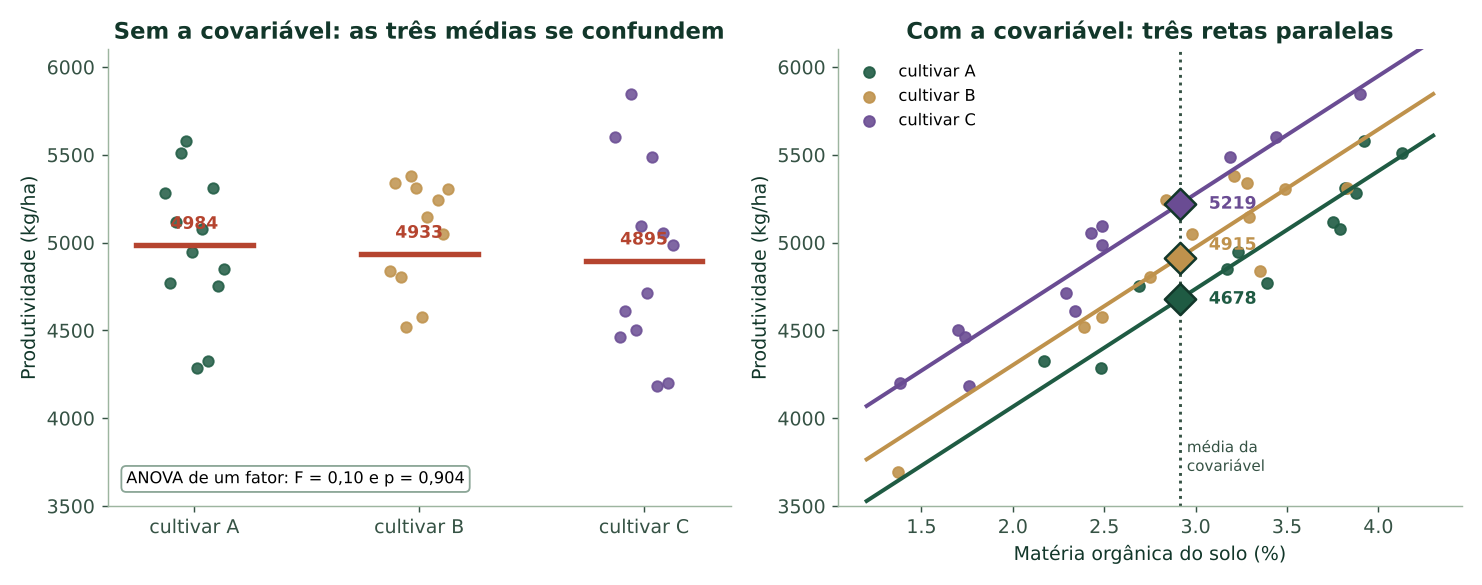 Sem a covariável: as três médias se confundem
Produtividade (kg/ha)
6000
5500
5000
4500
4000
3500
4984
4933
4895
ANOVA de um fator: F = 0,10 e p = 0,904
cultivar A
cultivar B
cultivar C
Com a covariável: três retas paralelas
Produtividade (kg/ha)
6000
5500
5000
4500
4000
3500
cultivar A
cultivar B
cultivar C
5219
4915
4678
média da
covariável
1.5
2.0
2.5
3.0
3.5
4.0
Matéria orgânica do solo (%)